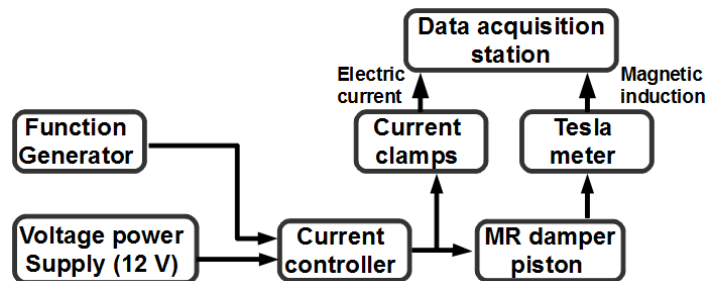 Data acquisition
station
Electric
current
Magnetic
induction
Function
Generator
Current
clamps
Tesla
meter
Voltage power
Supply (12 V)
Current
controller
MR damper
piston